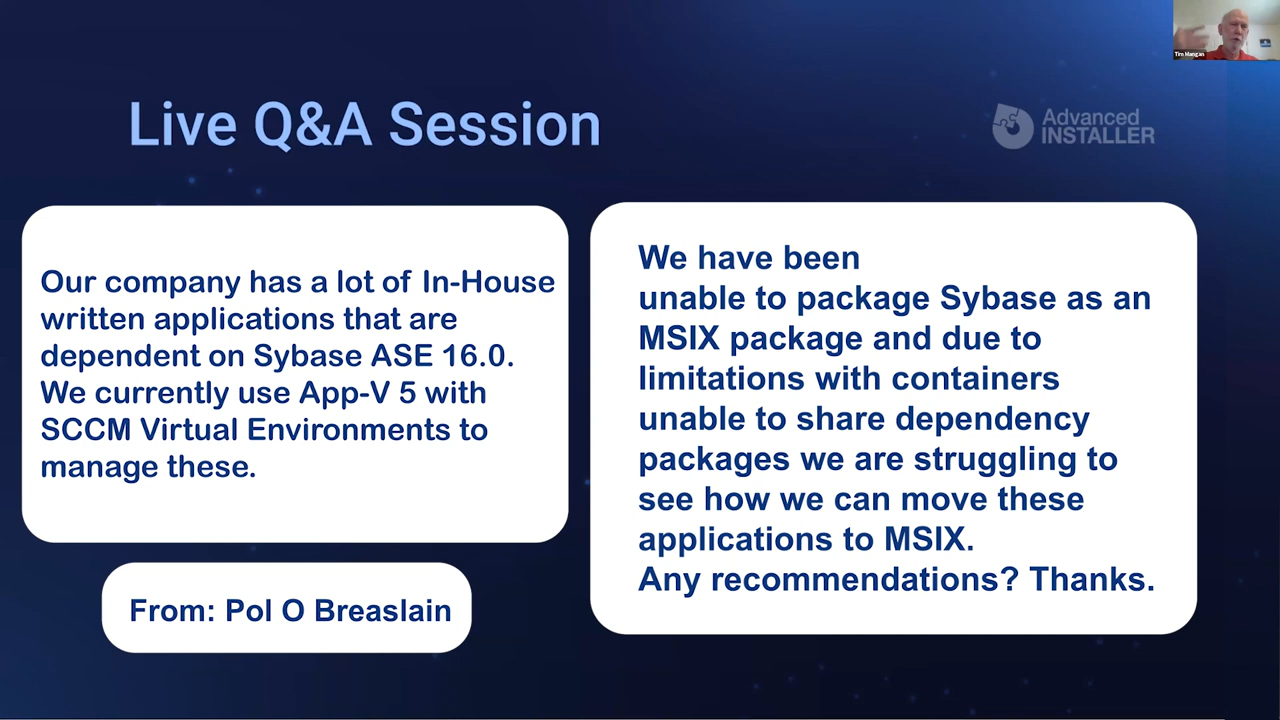 Tim Mangan
Live Q&A Session
Advanced
INSTALLER
Our company has a lot of In-House
written applications that are
dependent on Sybase ASE 16.0.
We currently use App-V 5 with
SCCM Virtual Environments to
manage these.
We have been
unable to package Sybase as an
MSIX package and due to
limitations with containers
unable to share dependency
packages we are struggling to
see how we can move these
applications to MSIX.
Any recommendations? Thanks.
From: Pol O Breaslain